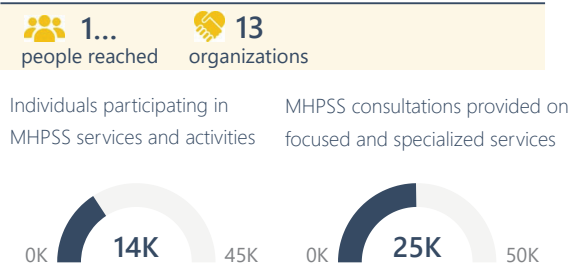 1... 13
people reached organizations
Individuals participating in MHPSS consultations provided on
MHPSS services and activities focused and specialized services
0K 14K 45K 0K 25K 50K